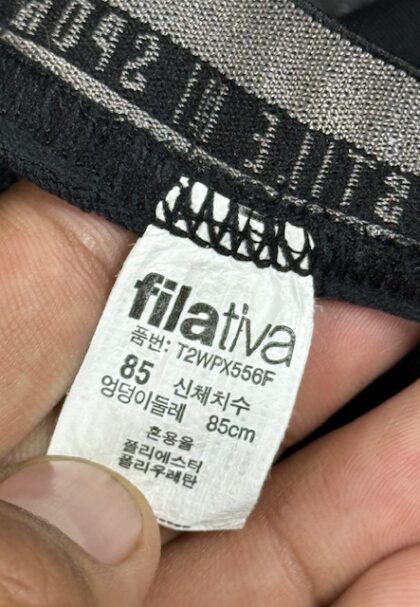 filativa
품번: T2WPX556F
85 신체치수
엉덩이둘레 85cm
혼용율
폴리에스터
폴리우레탄